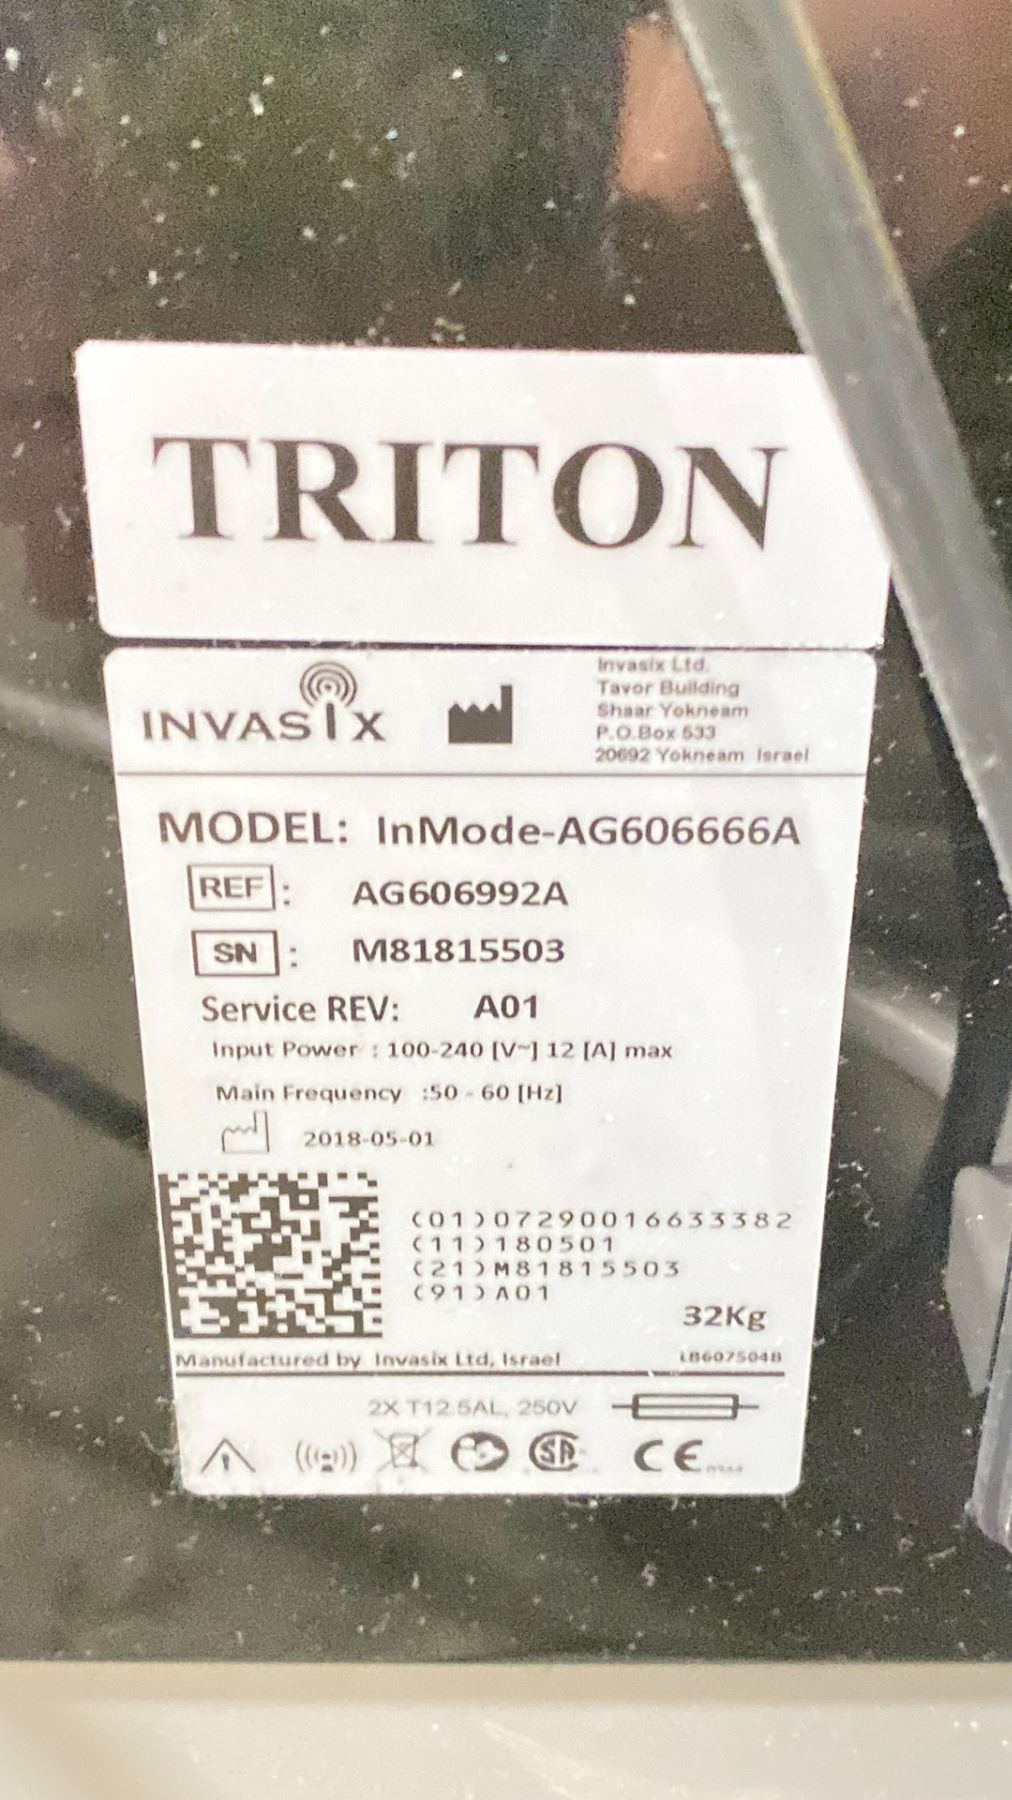 TRITON
INVASIX
Invasix Ltd.
Tavor Building
Shaar Yokneam
P.O.Box 533
20692 Yokneam Israel
MODEL: InMode-AG606666A
REF : AG606992A
SN : M81815503
Service REV: A01
Input Power : 100-240 [V~] 12 [A] max
Main Frequency :50 - 60 [Hz]
2018-05-01
(01)07290016633382
(11)180501
(21)M81815503
(91)A01
32Kg
Manufactured by Invasix Ltd, Israel
LB607504B
2X T12.5AL, 250V
CE